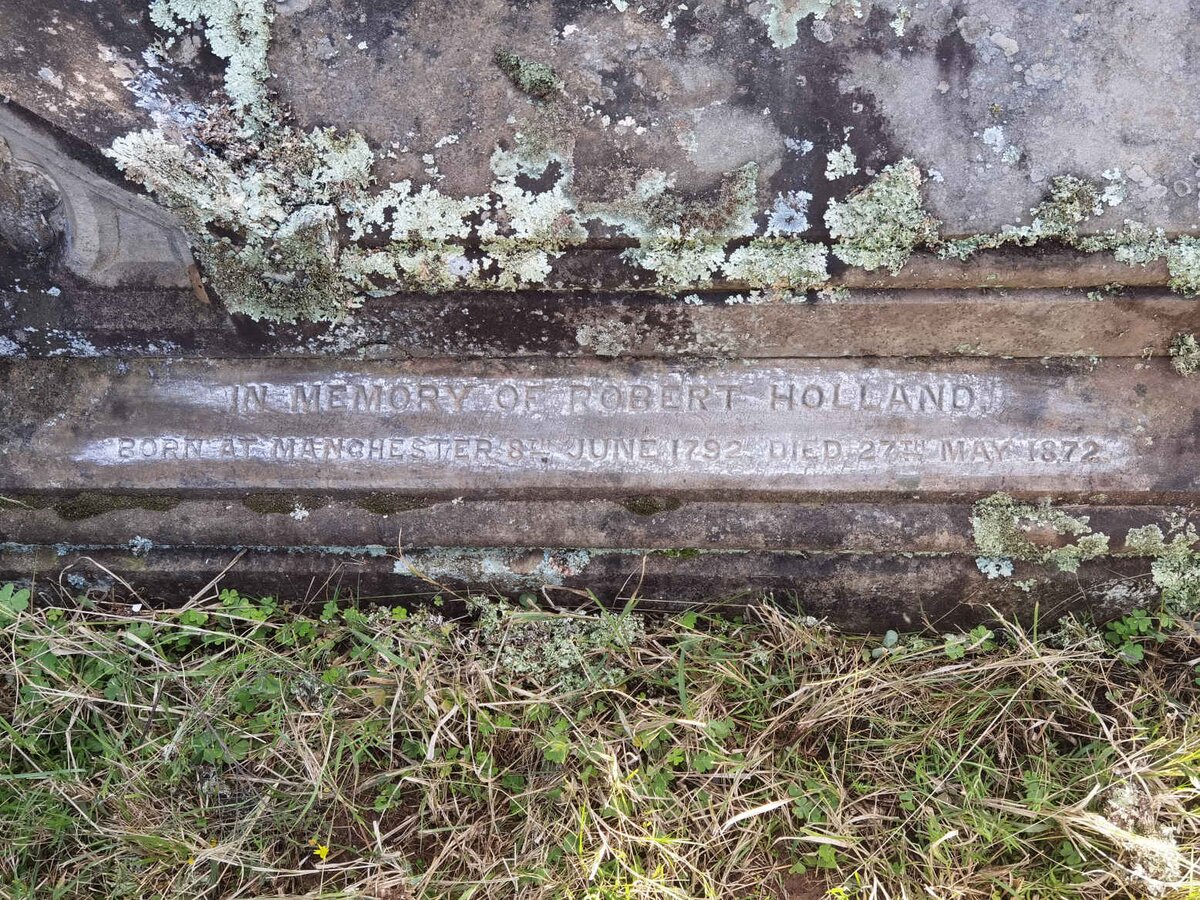 IN MEMORY OF ROBERT HOLLAND
BORN AT MANCHESTER 8TH JUNE 1792. DIED 27TH MAY 1872